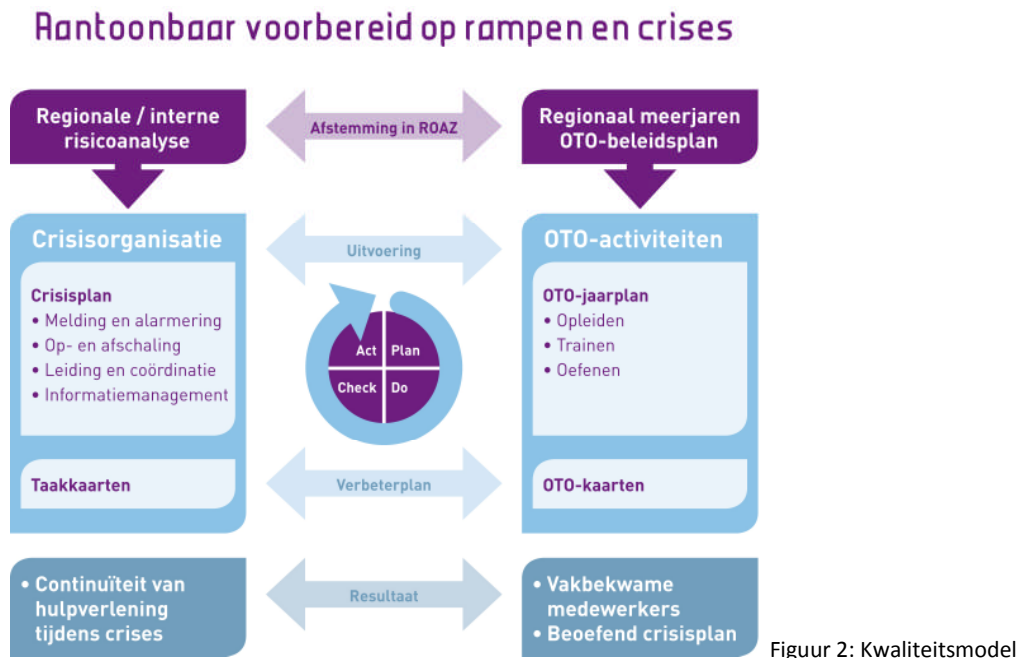 Aantoonbaar voorbereid op rampen en crises
Regionale / interne
risicoanalyse
Afstemming in ROAZ
Regionaal meerjaren
OTO-beleidsplan
Crisisorganisatie
Uitvoering
OTO-activiteiten
Crisisplan
• Melding en alarmering
• Op- en afschaling
• Leiding en coördinatie
• Informatiemanagement
Act
Plan
Check
Do
OTO-jaarplan
• Opleiden
• Trainen
• Oefenen
Taakkaarten
Verbeterplan
OTO-kaarten
• Continuïteit van
hulpverlening
tijdens crises
Resultaat
• Vakbekwame
medewerkers
• Beoefend crisisplan
Figuur 2: Kwaliteitsmodel